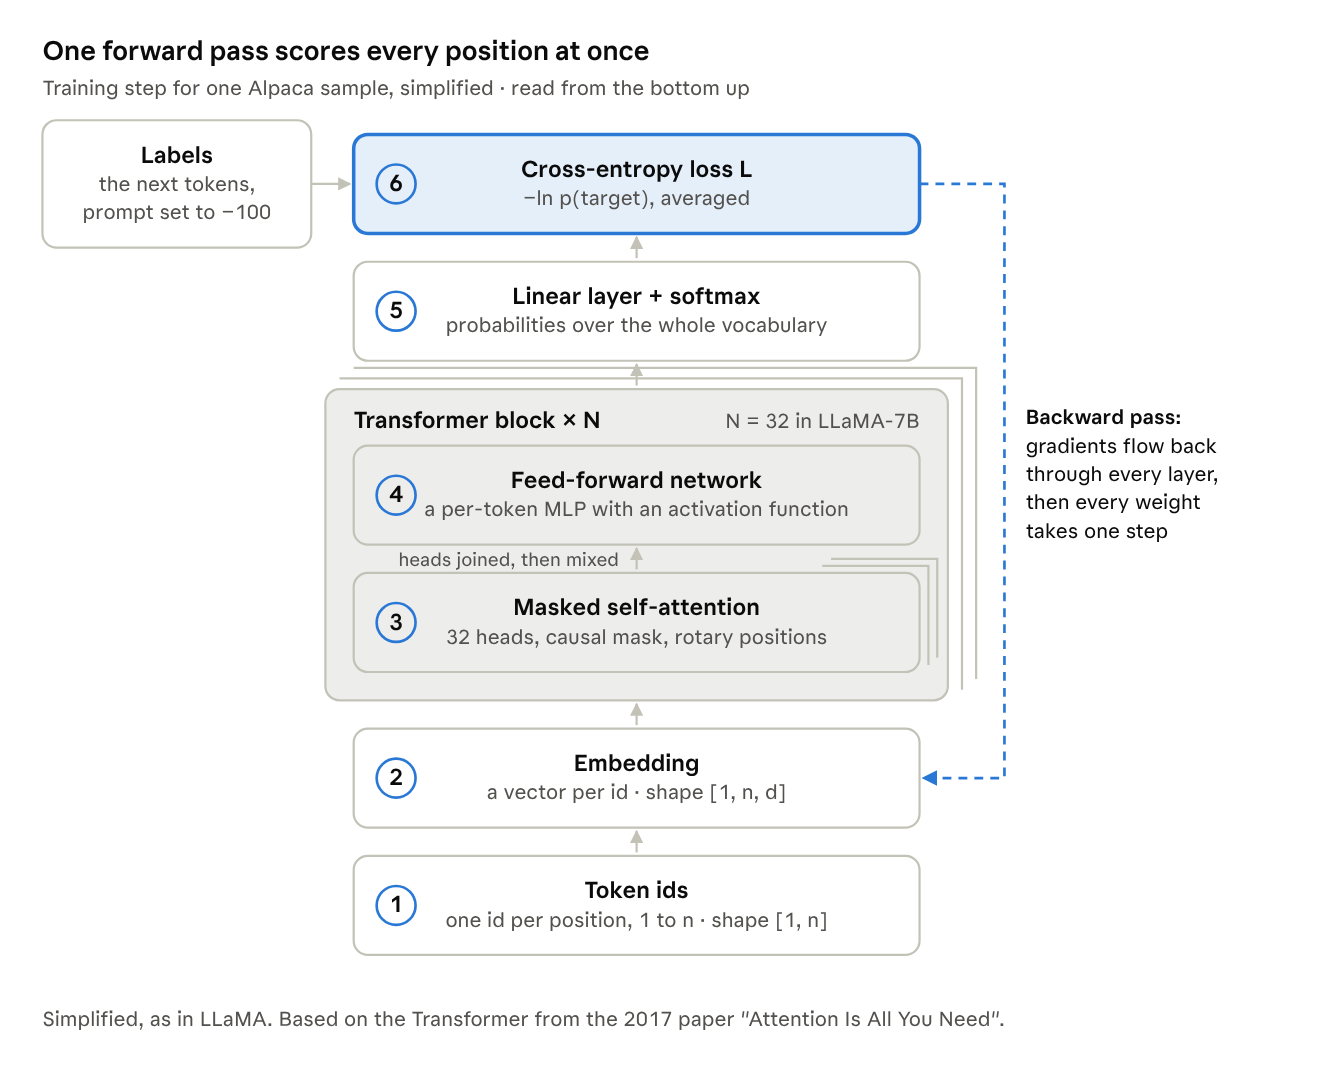 One forward pass scores every position at once
Training step for one Alpaca sample, simplified · read from the bottom up
Labels
the next tokens,
prompt set to −100
6
Cross-entropy loss L
−ln p(target), averaged
5
Linear layer + softmax
probabilities over the whole vocabulary
Transformer block × N
N = 32 in LLaMA-7B
4
Feed-forward network
a per-token MLP with an activation function
heads joined, then mixed
3
Masked self-attention
32 heads, causal mask, rotary positions
Backward pass:
gradients flow back
through every layer,
then every weight
takes one step
2
Embedding
a vector per id · shape [1, n, d]
1
Token ids
one id per position, 1 to n · shape [1, n]
Simplified, as in LLaMA. Based on the Transformer from the 2017 paper "Attention Is All You Need".